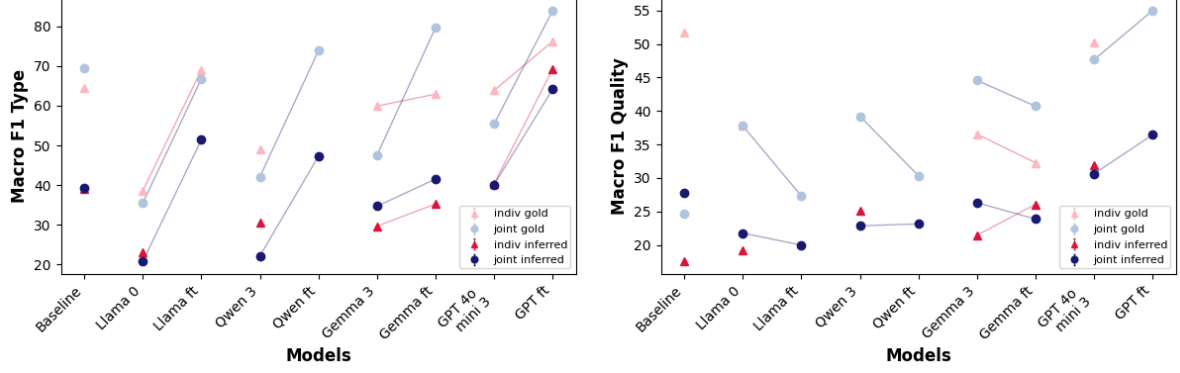 Macro F1 Type
80
70
60
50
40
30
20
Baseline
Llama 0
Llama ft
Qwen 3
Qwen ft
Gemma 3
Gemma ft
GPT 4o
mini 3
GPT ft
Models
indiv gold
joint gold
indiv inferred
joint inferred
Macro F1 Quality
55
50
45
40
35
30
25
20
Baseline
Llama 0
Llama ft
Qwen 3
Qwen ft
Gemma 3
Gemma ft
GPT 4o
mini 3
GPT ft
Models
indiv gold
joint gold
indiv inferred
joint inferred